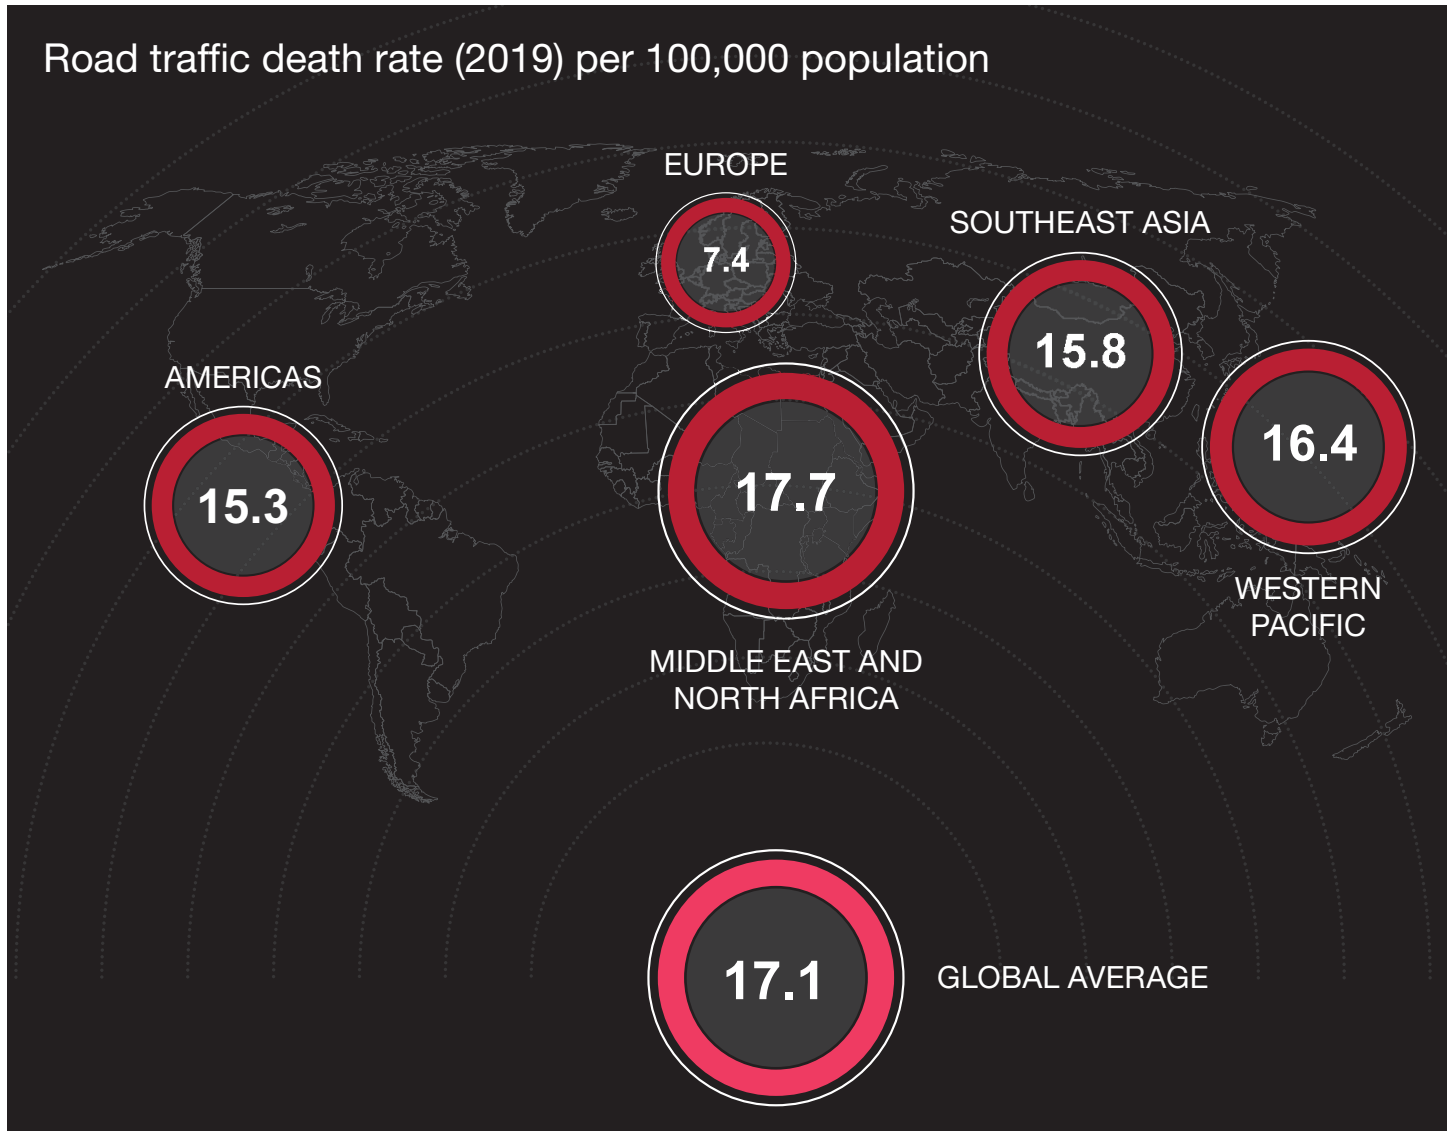 Road traffic death rate (2019) per 100,000 population
EUROPE
7.4
SOUTHEAST ASIA
15.8
AMERICAS
15.3
17.7
MIDDLE EAST AND
NORTH AFRICA
16.4
WESTERN
PACIFIC
17.1
GLOBAL AVERAGE